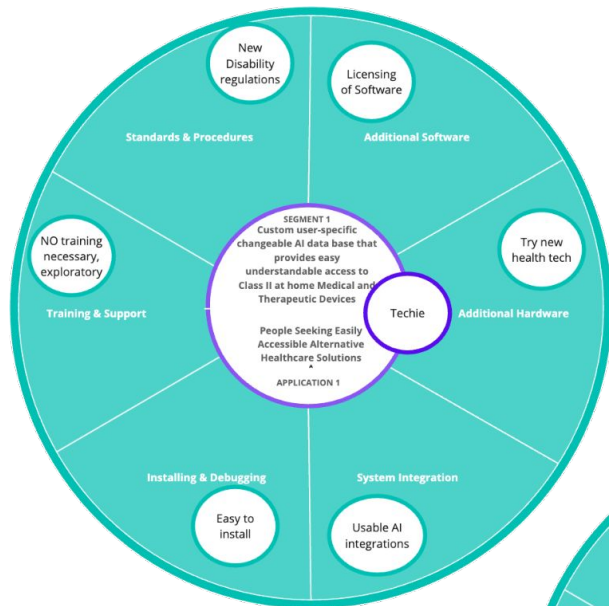 New
Disability
regulations
Licensing
of Software
Standards & Procedures
Additional Software
NO training
necessary,
exploratory
Try new
health tech
SEGMENT 1
Custom user-specific
changeable AI data base that
provides easy
understandable access to
Class II at home Medical and
Therapeutic Devices
Techie
Training & Support
Additional Hardware
People Seeking Easily
Accessible Alternative
Healthcare Solutions
APPLICATION 1
Installing & Debugging
System Integration
Easy to
install
Usable AI
integrations